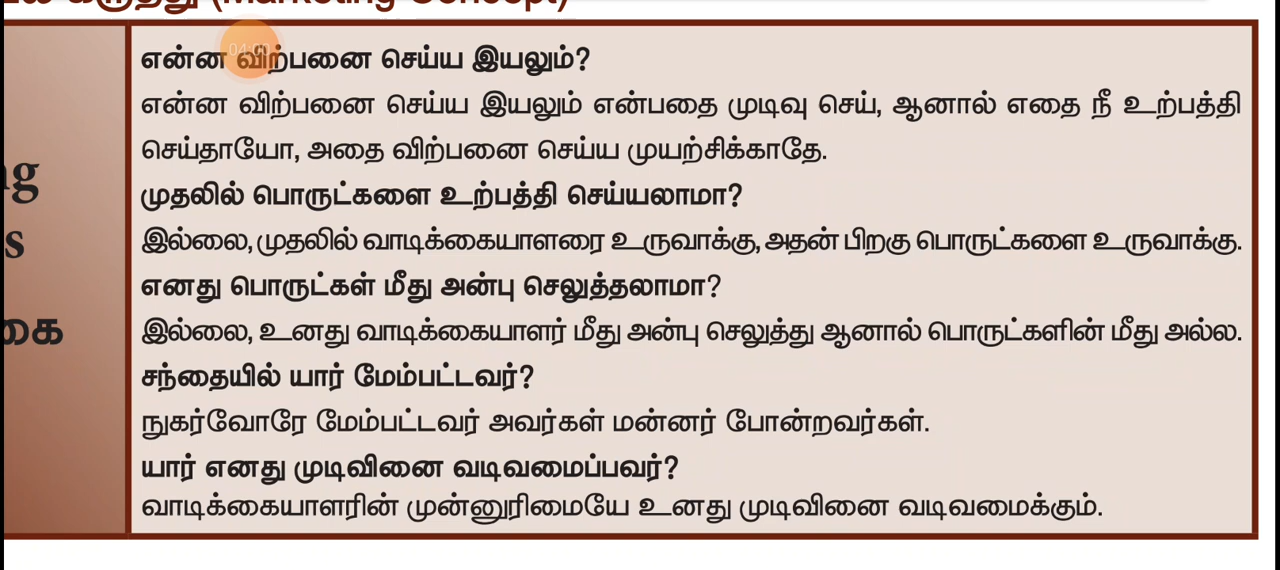 கருத்து (Marketing Concept)
என்ன விற்பனை செய்ய இயலும்?
என்ன விற்பனை செய்ய இயலும் என்பதை முடிவு செய், ஆனால் எதை நீ உற்பத்தி
செய்தாயோ, அதை விற்பனை செய்ய முயற்சிக்காதே.
முதலில் பொருட்களை உற்பத்தி செய்யலாமா?
இல்லை, முதலில் வாடிக்கையாளரை உருவாக்கு, அதன் பிறகு பொருட்களை உருவாக்கு.
எனது பொருட்கள் மீது அன்பு செலுத்தலாமா?
இல்லை, உனது வாடிக்கையாளர் மீது அன்பு செலுத்து ஆனால் பொருட்களின் மீது அல்ல.
சந்தையில் யார் மேம்பட்டவர்?
நுகர்வோரே மேம்பட்டவர் அவர்கள் மன்னர் போன்றவர்கள்.
யார் எனது முடிவினை வடிவமைப்பவர்?
வாடிக்கையாளரின் முன்னுரிமையே உனது முடிவினை வடிவமைக்கும்.